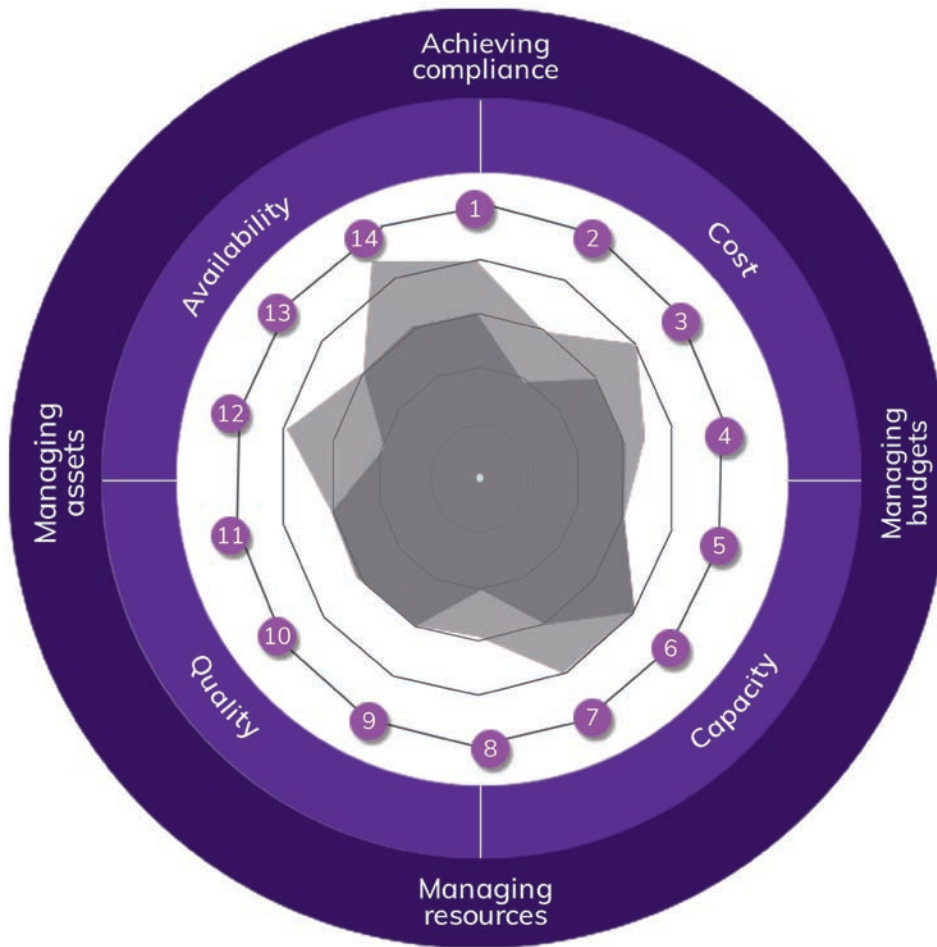 Achieving
compliance
Availability
Cost
1
2
3
4
5
6
7
8
9
10
11
12
13
14
Managing
assets
Managing
budgets
Quality
Capacity
Managing
resources